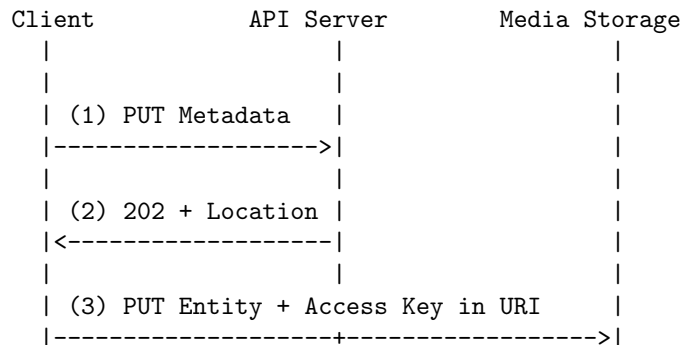 Client API Server Media Storage
(1) PUT Metadata
(2) 202 + Location
(3) PUT Entity + Access Key in URI